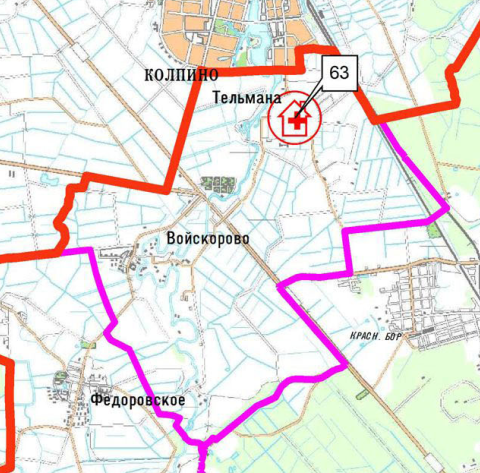 КОЛПИНО
63
Тельмана
Войскорово
КРАСН. БОР
Федоровское